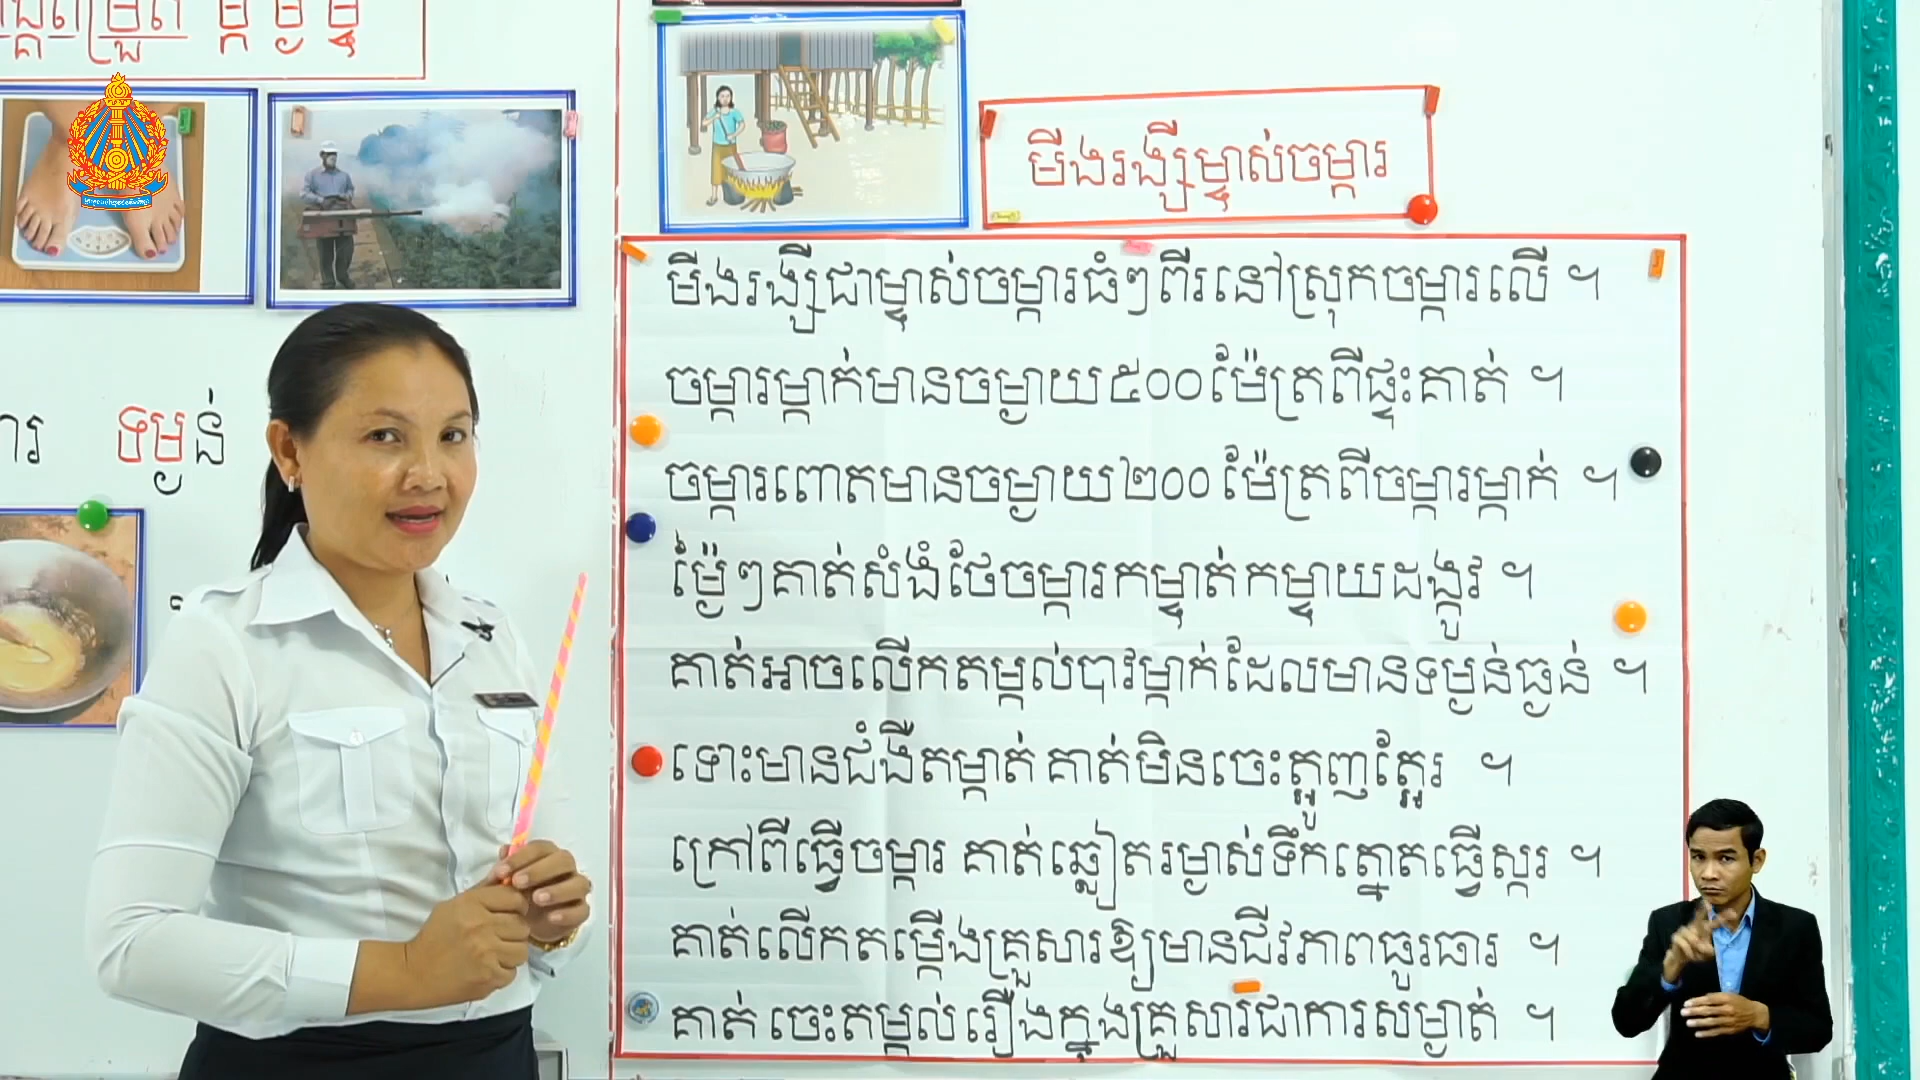 ម្ក ម្ង ម្ទ
ទម្ងន់
មីងរង្ស៊ីម្ចាស់ចម្ការ
មីងរង្ស៊ីជាម្ចាស់ចម្ការធំៗពីរនៅស្រុកចម្ការលើ ។
ចម្ការម្កាក់មានចម្ងាយ៥០០ម៉ែត្រពីផ្ទះគាត់ ។
ចម្ការពោតមានចម្ងាយ២០០ ម៉ែត្រពីចម្ការម្កាក់ ។
ម៉្ងៃៗគាត់សំងំថែចម្ការកម្ចាត់កម្ចាយដង្កូវ ។
គាត់អាចលើកតម្កល់បាវម្កាក់ដែលមានទម្ងន់ធ្ងន់ ។
ទោះមានជំងឺតម្កាត់ គាត់មិនចេះត្អូញត្អែរ ។
ក្រៅពីធ្វើចម្ការ គាត់ឆ្លៀតរម្ងាស់ទឹកត្នោតធ្វើស្ករ ។
គាត់លើកតម្កើងគ្រួសារឱ្យមានជីវភាពធូរធារ ។
គាត់ ចេះតម្កល់រឿងក្នុងគ្រួសារជាការសម្ងាត់ ។